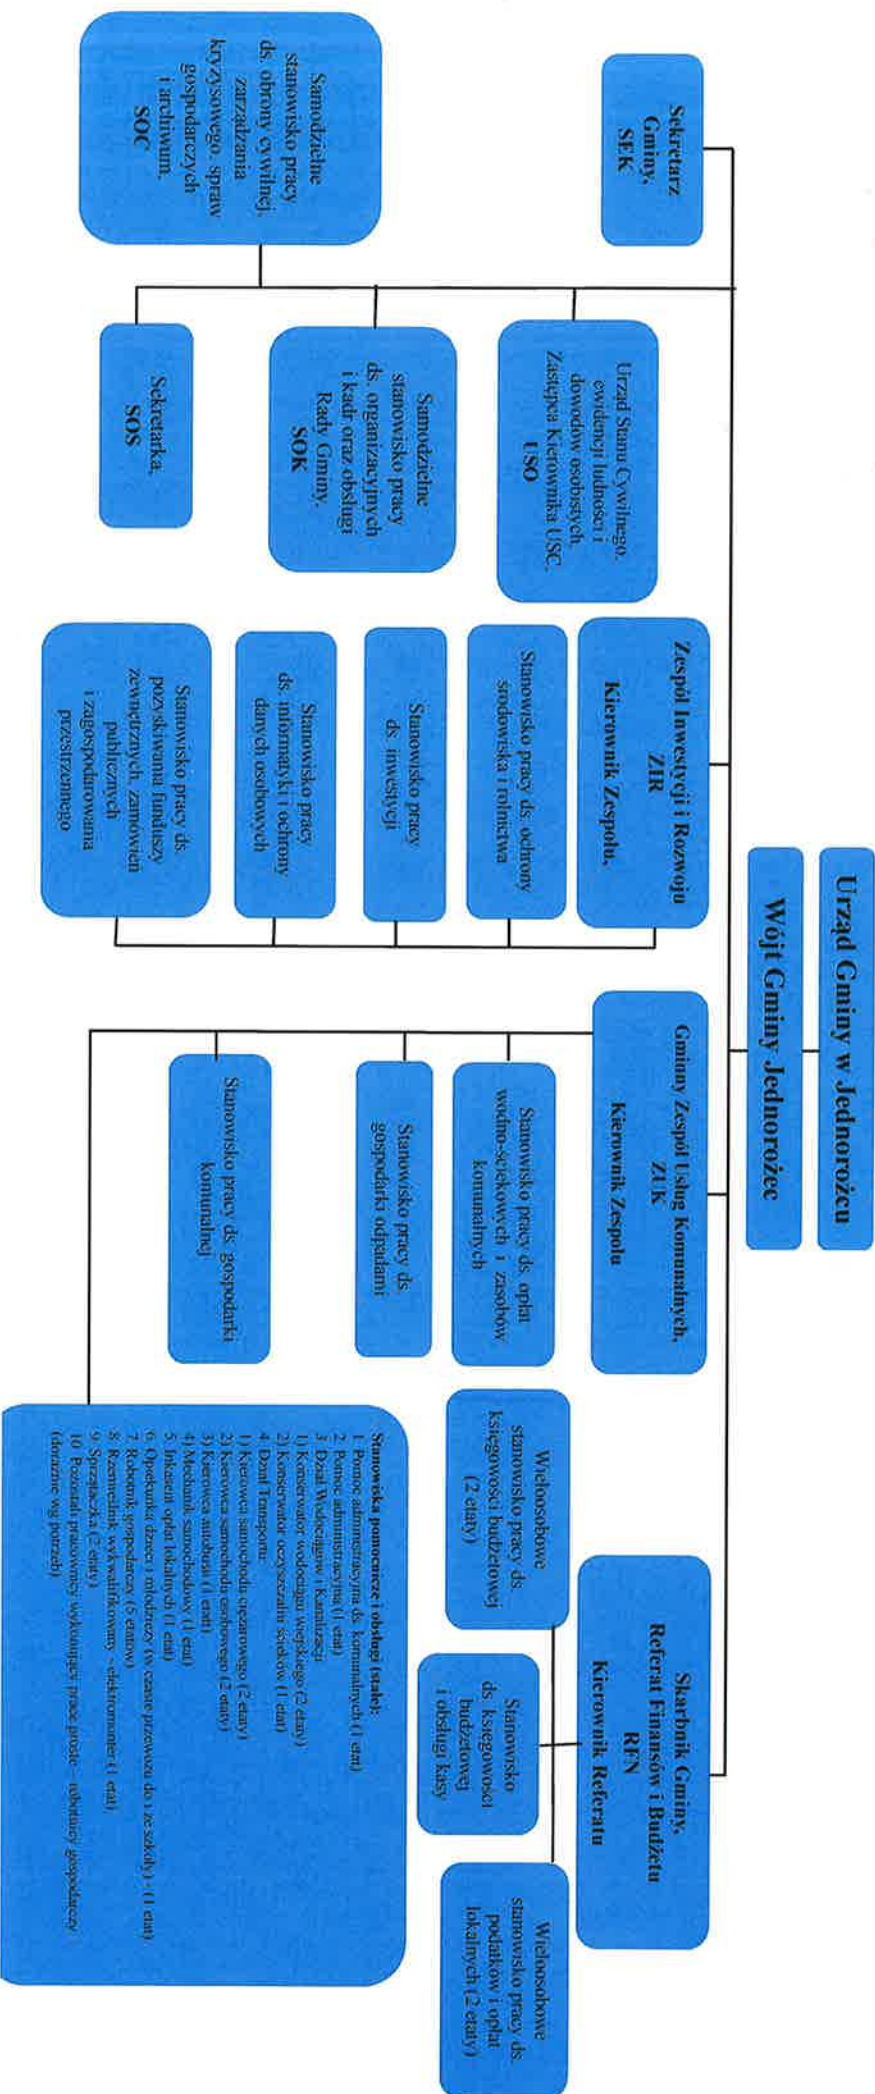 Urząd Gminy w Jednorożcu
Wójt Gminy Jednorożec
Sekretarz
Gminy,
SEK
Samodzielne
stanowisko pracy
ds. obrony cywilnej,
zarządzania
kryzysowego, spraw
gospodarczych
i archiwum,
SOC
Urząd Stanu Cywilnego,
ewidencji ludności i
dowodów osobistych,
Zastępca Kierownika USC,
USO
Samodzielne
stanowisko pracy
ds. organizacyjnych
i kadr oraz obsługi
Rady Gminy,
SOK
Sekretarka,
SOS
Zespół Inwestycji i Rozwoju
ZIR
Kierownik Zespołu,
Stanowisko pracy ds. ochrony
środowiska i rolnictwa
Stanowisko pracy
ds. inwestycji
Stanowisko pracy
ds. informatyki i ochrony
danych osobowych
Stanowisko pracy ds.
pozyskiwania funduszy
zewnętrznych, zamówień
publicznych
i zagospodarowania
przestrzennego
Gminny Zespół Usług Komunalnych,
ZUK
Kierownik Zespołu
Stanowisko pracy ds. opłat
wodno-ściekowych i zasobów
komunalnych
Stanowisko pracy ds.
gospodarki odpadami
Stanowisko pracy ds. gospodarki
komunalnej
Stanowiska pomocnicze i obsługi (stałe):
1. Pomoc administracyjna ds. komunalnych (1 etat)
2. Pomoc administracyjna (1 etat)
3. Dział Wodociągów i Kanalizacji
1) Konserwator wodociągu wiejskiego (2 etaty)
2) Konserwator oczyszczalni ścieków (1 etat)
4. Dział Transportu:
1) Kierowca samochodu ciężarowego (2 etaty)
2) Kierowca samochodu osobowego (2 etaty)
3) Kierowca autobusu (1 etat)
4) Mechanik samochodowy (1 etat)
5. Inkasent opłat lokalnych (1 etat)
6. Opiekunka dzieci i młodzieży (w czasie przewozu do i ze szkoły) - (1 etat)
7. Robotnik gospodarczy (5 etatów)
8. Rzemieślnik wykwalifikowany - elektromonter (1 etat)
9. Sprzątaczka (2 etaty)
10. Pozostali pracownicy wykonujący prace proste – robotnicy gospodarczy
(doraźnie wg potrzeb)
Skarbnik Gminy,
Referat Finansów i Budżetu
RFN
Kierownik Referatu
Wieloosobowe
stanowisko pracy ds.
księgowości budżetowej
(2 etaty)
Stanowisko
ds. księgowości
budżetowej
i obsługi kasy
Wieloosobowe
stanowisko pracy ds.
podatków i opłat
lokalnych (2 etaty)